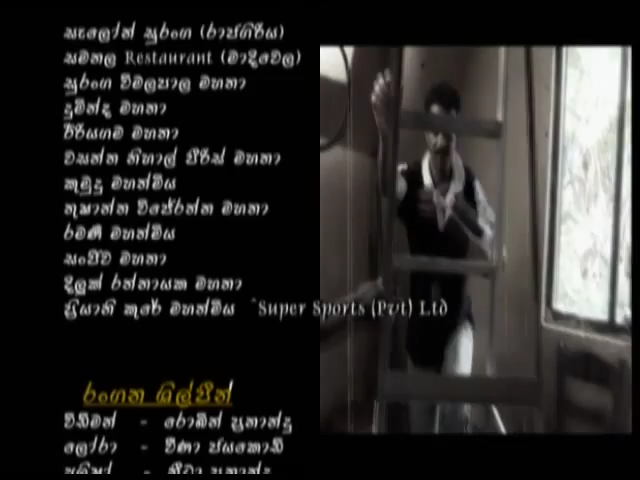 සැලෝන් සුරංග (රාජගිරිය)
සමනල Restaurant (මාදිවෙල)
සුරංග විමලපාල මහතා
දුමින්ද මහතා
රිරියගම මහතා
වසන්ත නිහාල් පීරිස් මහතා
කුමුදු මහත්මිය
තුෂාන්ත විජේරත්න මහතා
රමණි මහත්මිය
සංජීව මහතා
දිලුක් රත්නායක මහතා
ප්‍රියානි කුරේ මහත්මිය "Super Sports (Pvt) Ltd
රංගන ශිල්පීන්
විඩ්මන් - රොබින් ප්‍රනාන්දු
ලෝරා - වීණා ජයකොඩි